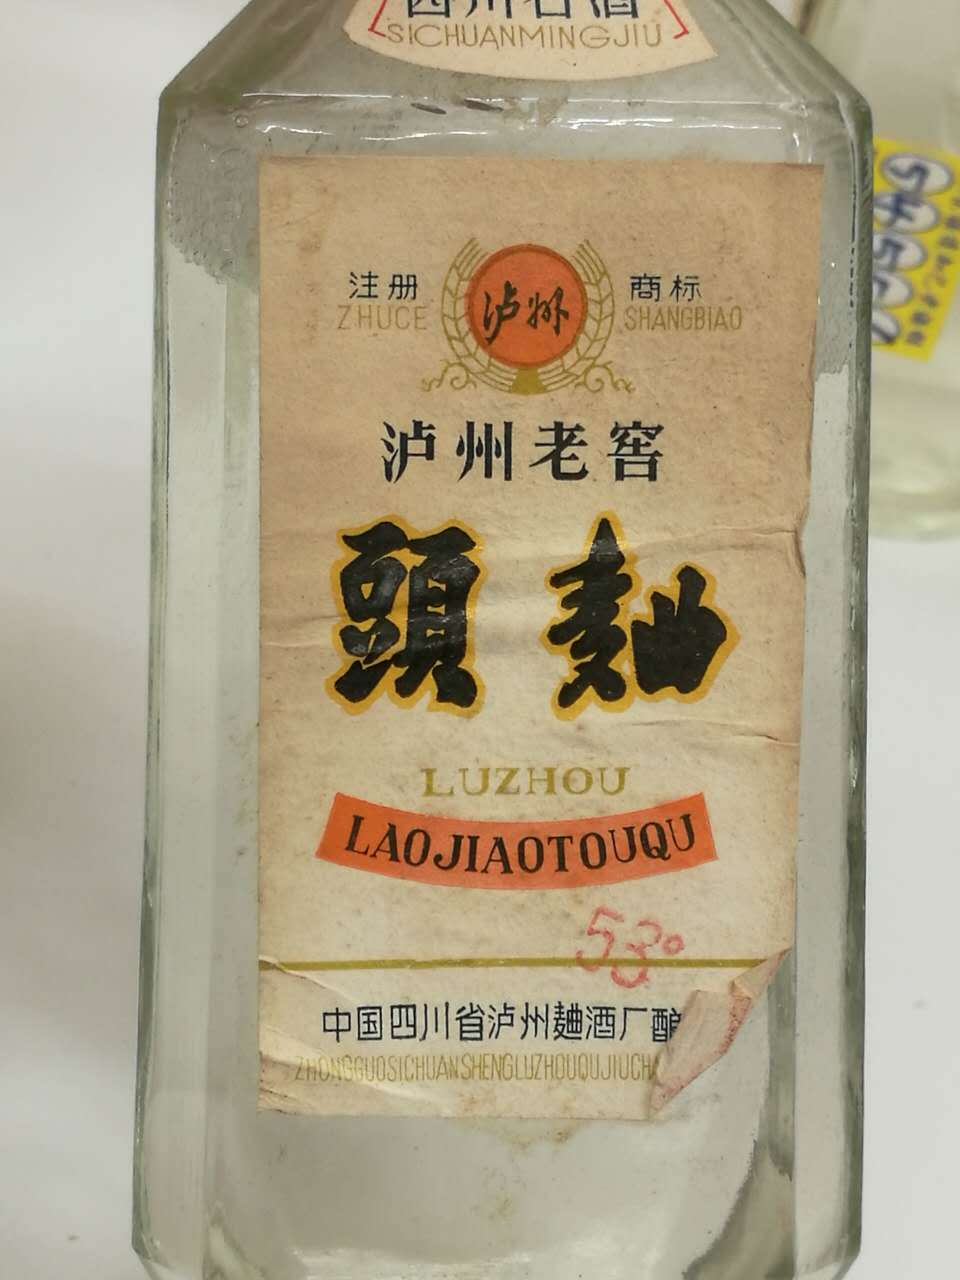 四川名酒
SICHUANMINGJIU
注册 泸州 商标
ZHUCE SHANGBIAO
泸州老窖
頭麯
LUZHOU
LAOJIAOTOUQU
53°
中国四川省泸州麯酒厂酿
ZHONGGUOSICHUANSHENGLUZHOUQUJIUCHA